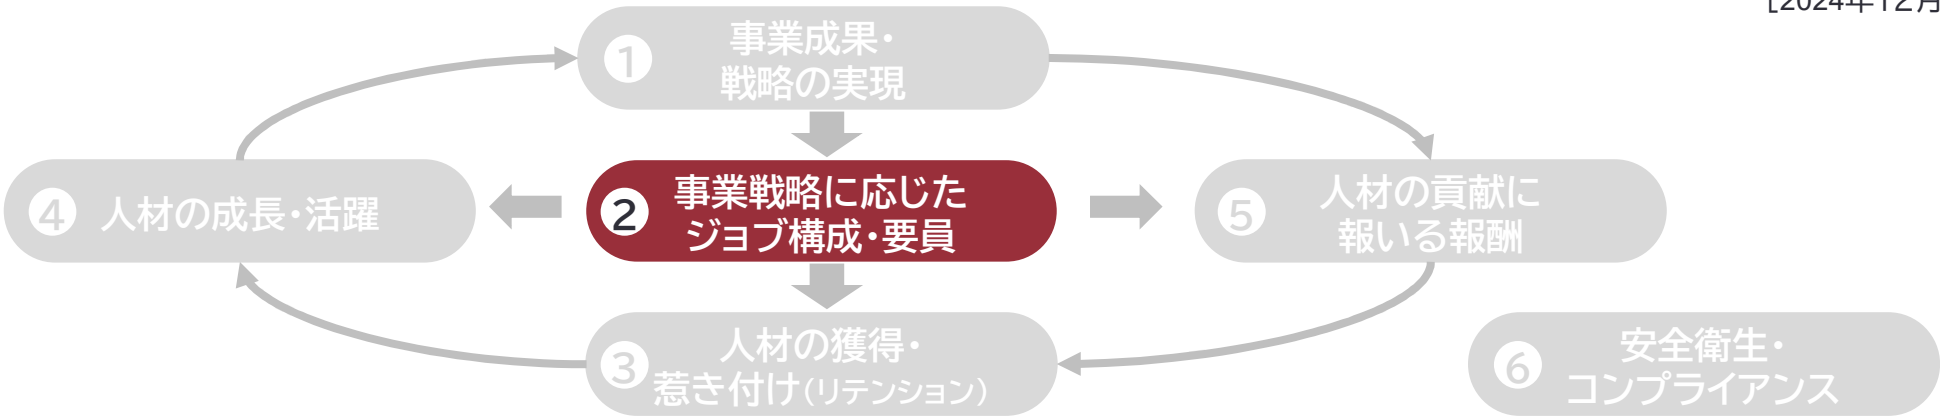 [2024年12月
1
事業成果・
戦略の実現
4
人材の成長・活躍
2
事業戦略に応じた
ジョブ構成・要員
5
人材の貢献に
報いる報酬
3
人材の獲得・
惹き付け(リテンション)
6
安全衛生・
コンプライアンス